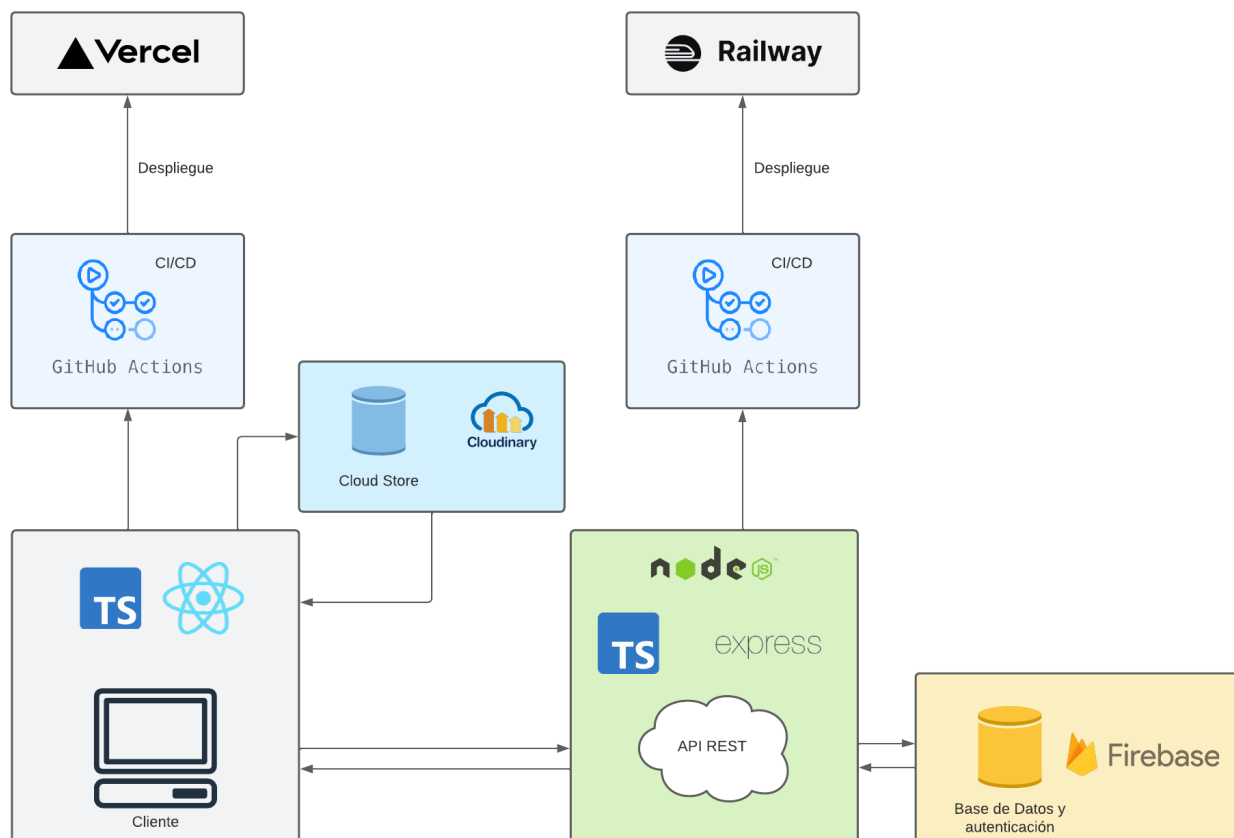 Vercel
Railway
Despliegue
Despliegue
CI/CD
GitHub Actions
CI/CD
GitHub Actions
Cloudinary
Cloud Store
TS
node
JS
TS
express
API REST
Cliente
Firebase
Base de Datos y
autenticación